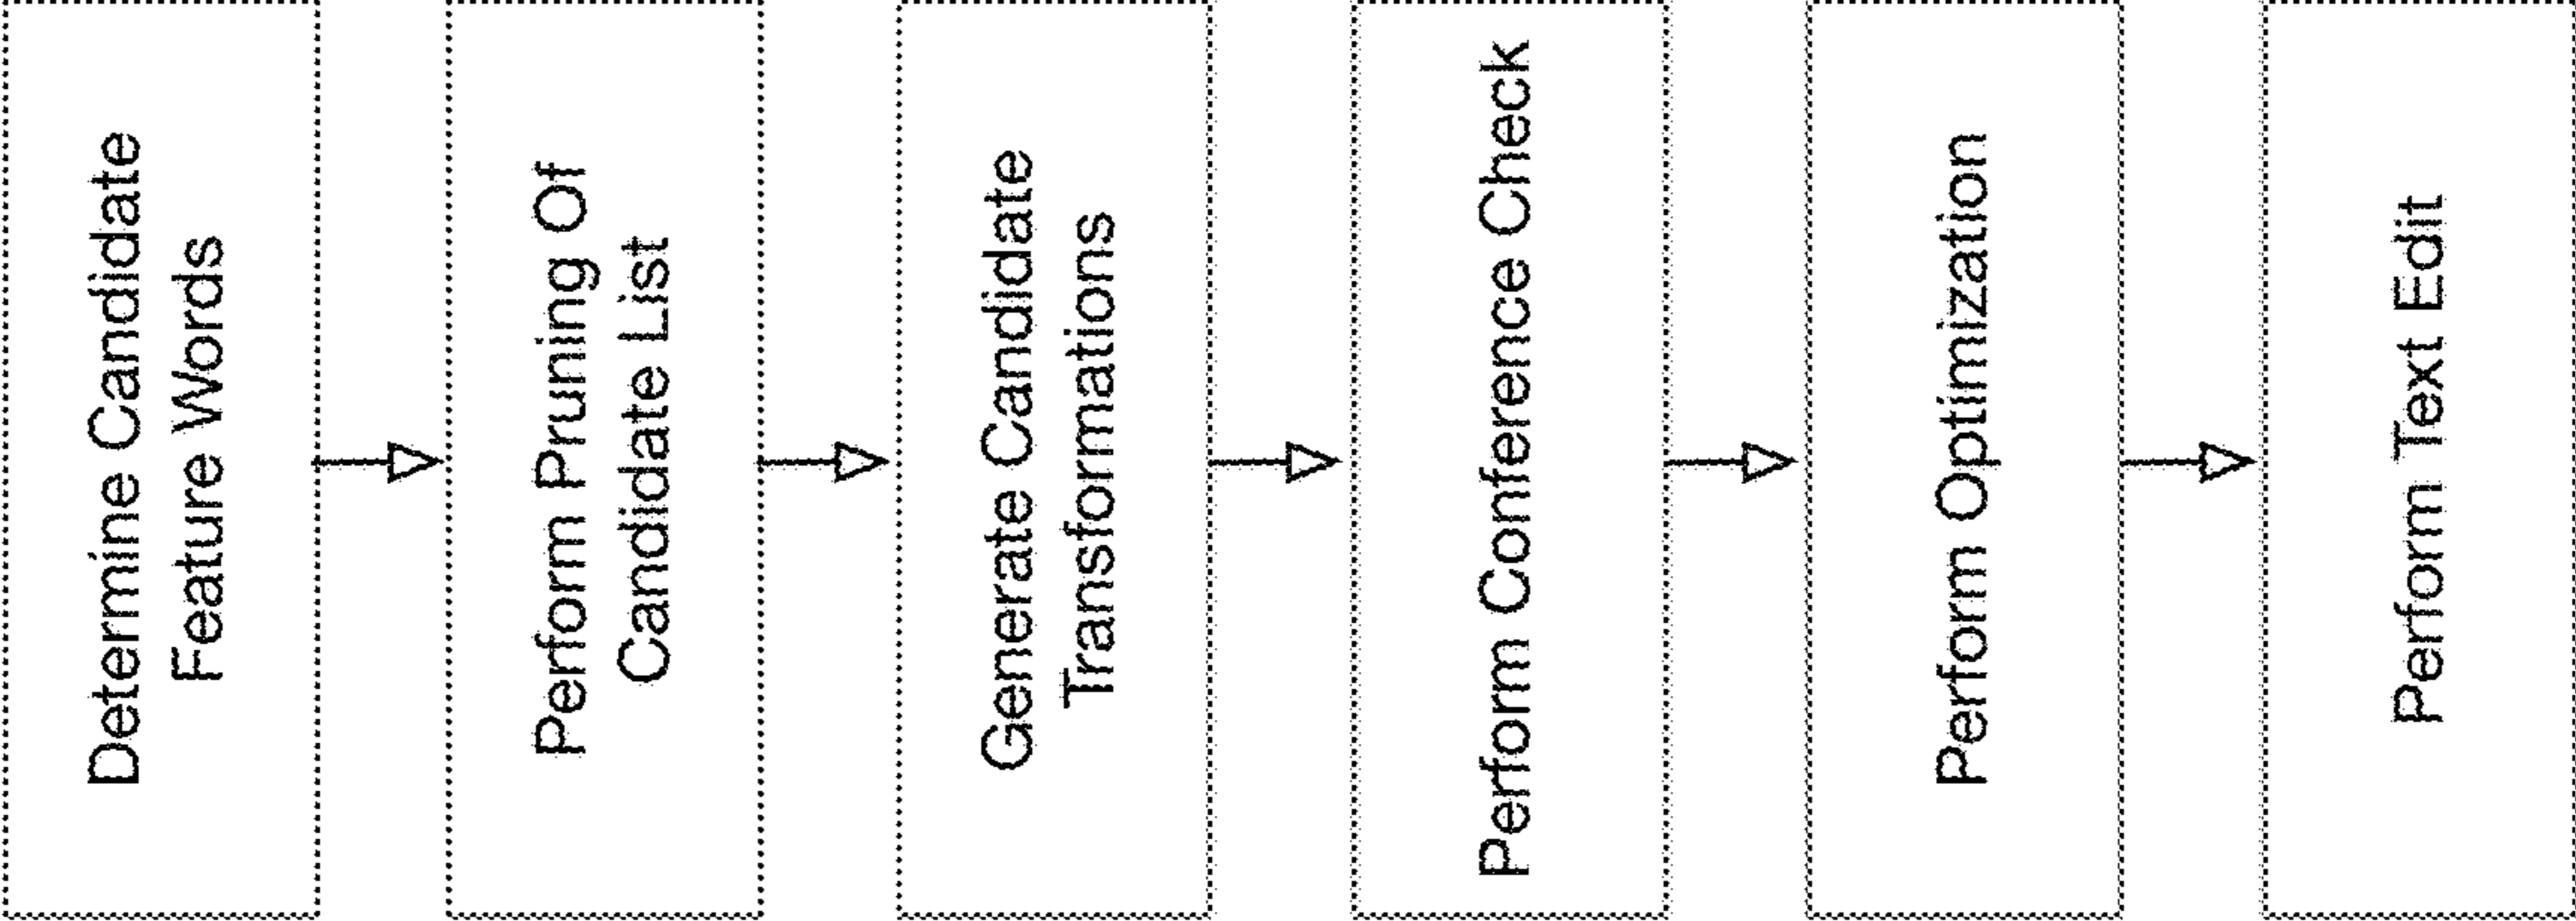 Determine Candidate
Feature Words
Perform Pruning Of
Candidate List
Generate Candidate
Transformations
Perform Conference Check
Perform Optimization
Perform Text Edit